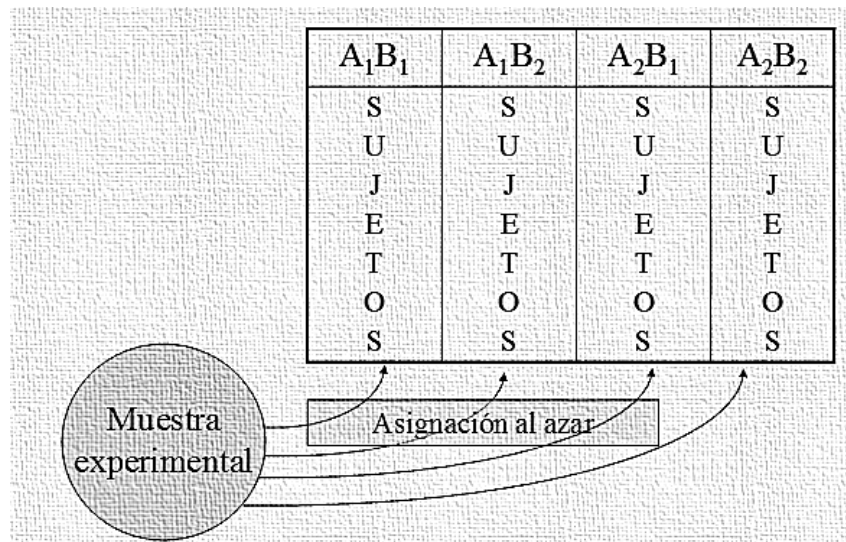 A₁B₁ A₁B₂ A₂B₁ A₂B₂
S S S S
U U U U
J J J J
E E E E
T T T T
O O O O
S S S S
Muestra
experimental
Asignación al azar